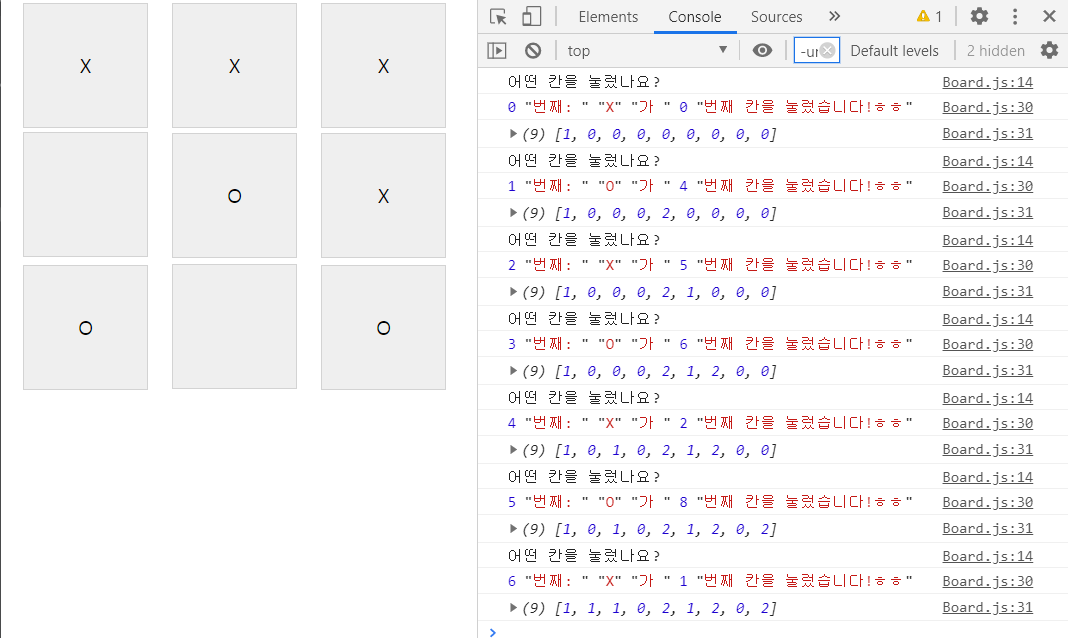 X X X
O X
O O
Elements Console Sources » 1
top -ur Default levels 2 hidden
어떤 칸을 눌렀나요? Board.js:14
0 "번째: " "X" "가 " 0 "번째 칸을 눌렀습니다!ㅎㅎ" Board.js:30
(9) [1, 0, 0, 0, 0, 0, 0, 0, 0] Board.js:31
어떤 칸을 눌렀나요? Board.js:14
1 "번째: " "O" "가 " 4 "번째 칸을 눌렀습니다!ㅎㅎ" Board.js:30
(9) [1, 0, 0, 0, 2, 0, 0, 0, 0] Board.js:31
어떤 칸을 눌렀나요? Board.js:14
2 "번째: " "X" "가 " 5 "번째 칸을 눌렀습니다!ㅎㅎ" Board.js:30
(9) [1, 0, 0, 0, 2, 1, 0, 0, 0] Board.js:31
어떤 칸을 눌렀나요? Board.js:14
3 "번째: " "O" "가 " 6 "번째 칸을 눌렀습니다!ㅎㅎ" Board.js:30
(9) [1, 0, 0, 0, 2, 1, 2, 0, 0] Board.js:31
어떤 칸을 눌렀나요? Board.js:14
4 "번째: " "X" "가 " 2 "번째 칸을 눌렀습니다!ㅎㅎ" Board.js:30
(9) [1, 0, 1, 0, 2, 1, 2, 0, 0] Board.js:31
어떤 칸을 눌렀나요? Board.js:14
5 "번째: " "O" "가 " 8 "번째 칸을 눌렀습니다!ㅎㅎ" Board.js:30
(9) [1, 0, 1, 0, 2, 1, 2, 0, 2] Board.js:31
어떤 칸을 눌렀나요? Board.js:14
6 "번째: " "X" "가 " 1 "번째 칸을 눌렀습니다!ㅎㅎ" Board.js:30
(9) [1, 1, 1, 0, 2, 1, 2, 0, 2] Board.js:31